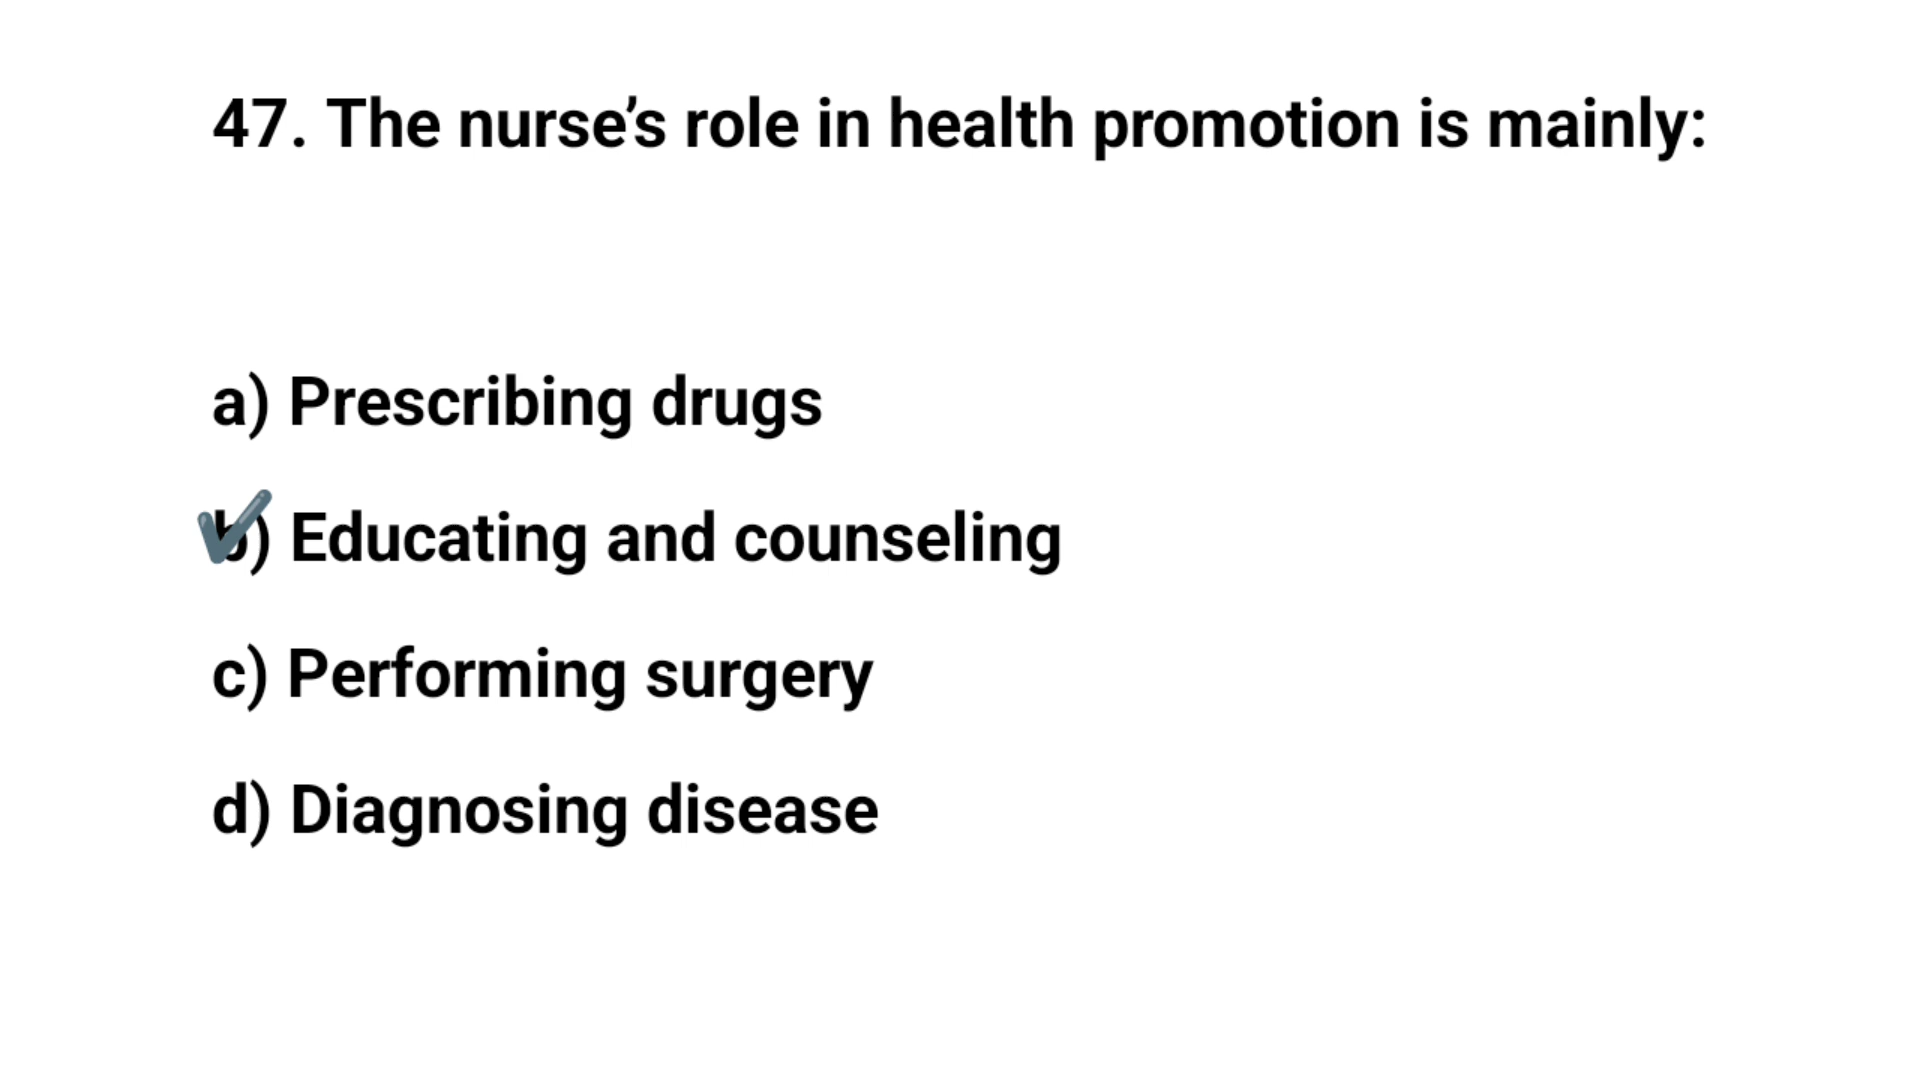 47. The nurse’s role in health promotion is mainly:
a) Prescribing drugs
b) Educating and counseling
c) Performing surgery
d) Diagnosing disease